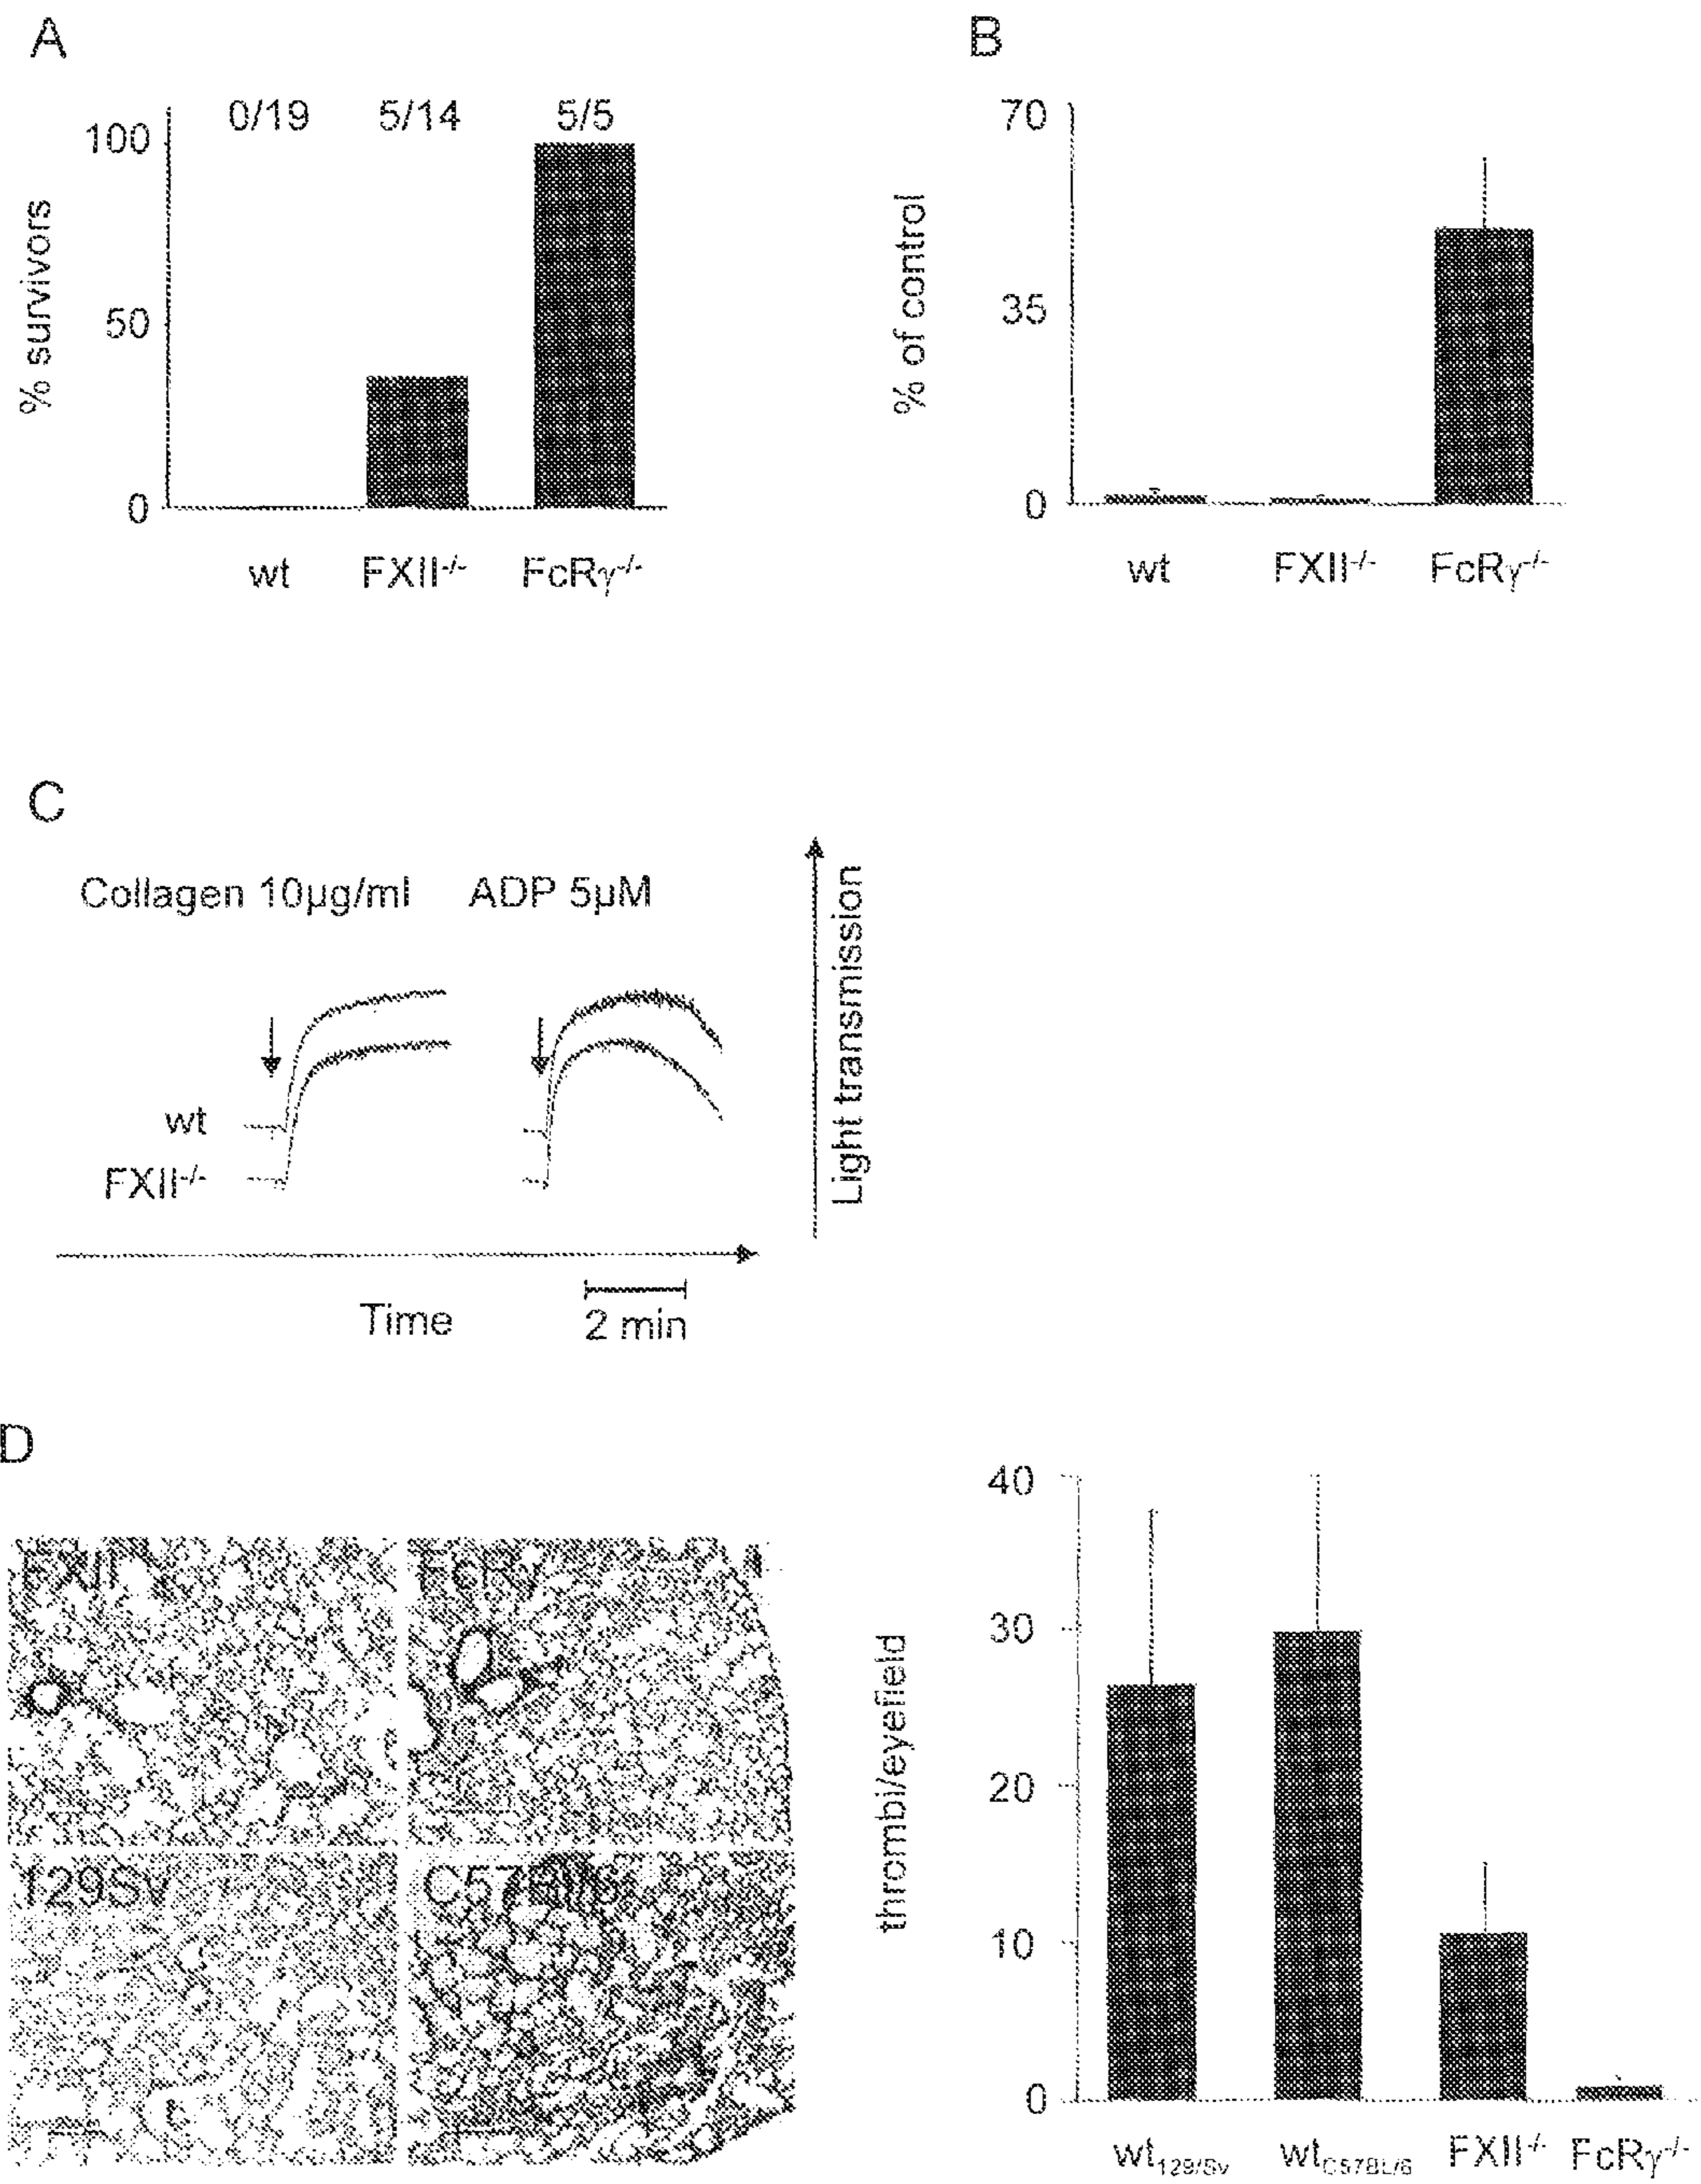 A
0/19 5/14 5/5
100
50
0
% survivors
wt FXII-/- FcRγ-/-
B
70
35
0
% of control
wt FXII-/- FcRγ-/-
C
Collagen 10µg/ml ADP 5µM
wt
FXII-/-
Light transmission
Time
2 min
D
FXII FcRγ
129Sv C57Bl/6
40
30
20
10
0
thrombi/eyefield
wt129/Sv wtC57BL/6 FXII-/- FcRγ-/-